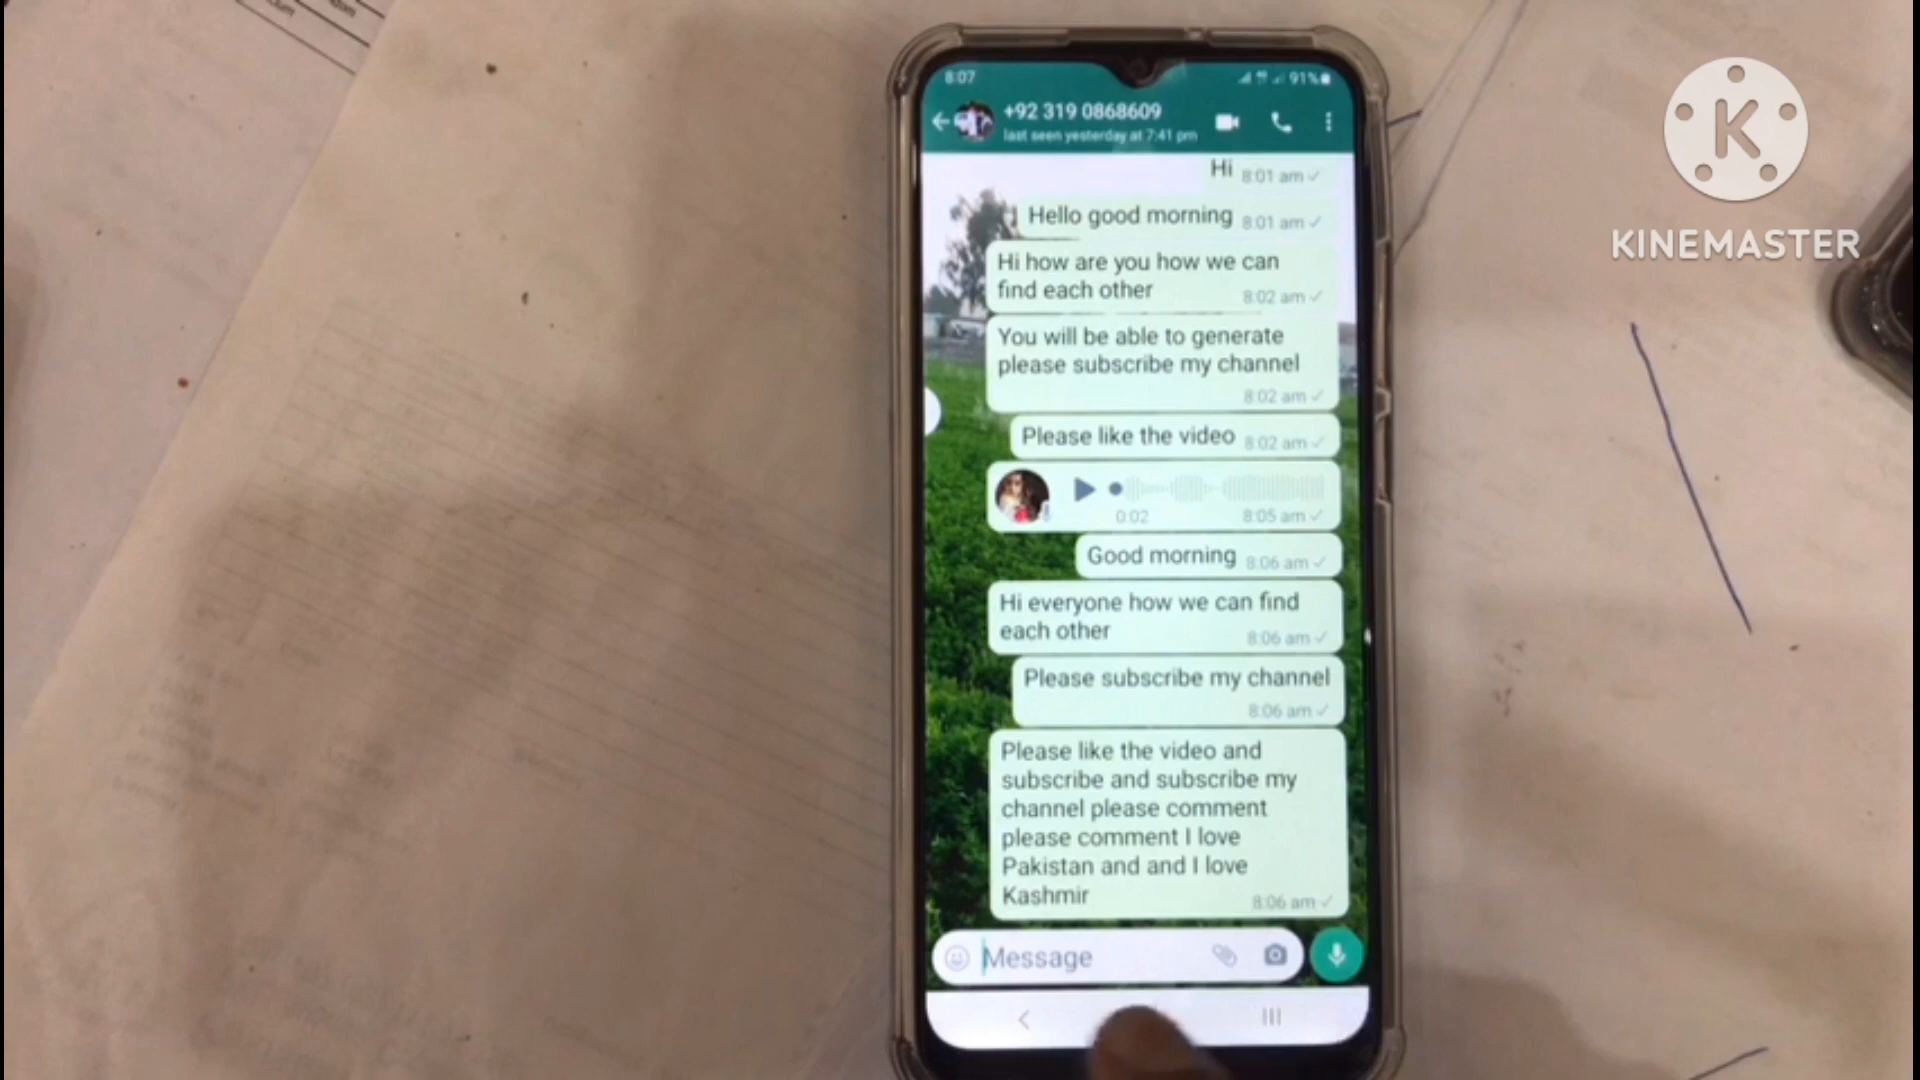 8:07
91%
+92 319 0868609
last seen yesterday at 7:41 pm
Hi 8:01 am
Hello good morning 8:01 am
Hi how are you how we can
find each other 8:02 am
You will be able to generate
please subscribe my channel
8:02 am
Please like the video 8:02 am
0:02 8:05 am
Good morning 8:06 am
Hi everyone how we can find
each other 8:06 am
Please subscribe my channel
8:06 am
Please like the video and
subscribe and subscribe my
channel please comment
please comment I love
Pakistan and and I love
Kashmir 8:06 am
Message
K
KINEMASTER